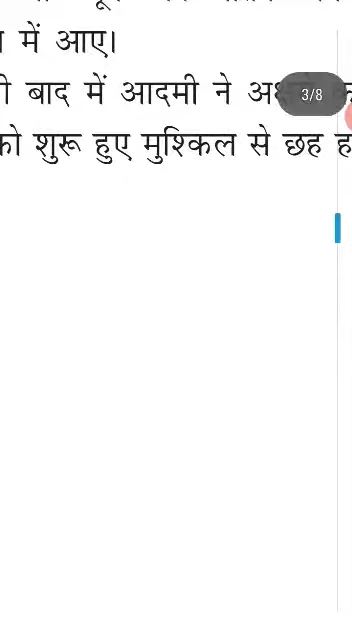 में आए।
बाद में आदमी ने 3/8
शुरू हुए मुश्किल से छह